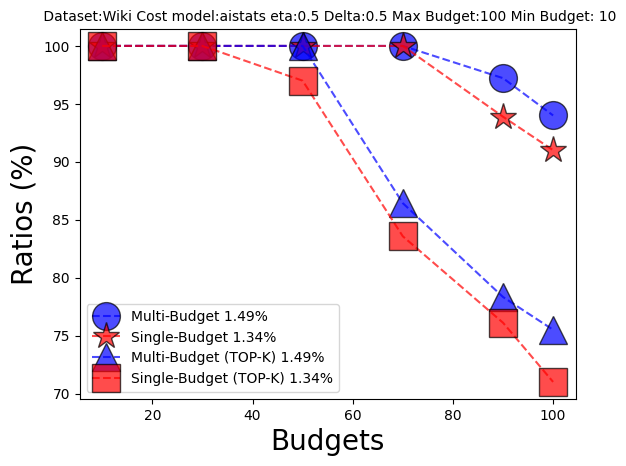 Dataset:Wiki Cost model:aistats eta:0.5 Delta:0.5 Max Budget:100 Min Budget: 10
Ratios (%)
100
95
90
85
80
75
70
Multi-Budget 1.49%
Single-Budget 1.34%
Multi-Budget (TOP-K) 1.49%
Single-Budget (TOP-K) 1.34%
20 40 60 80 100
Budgets